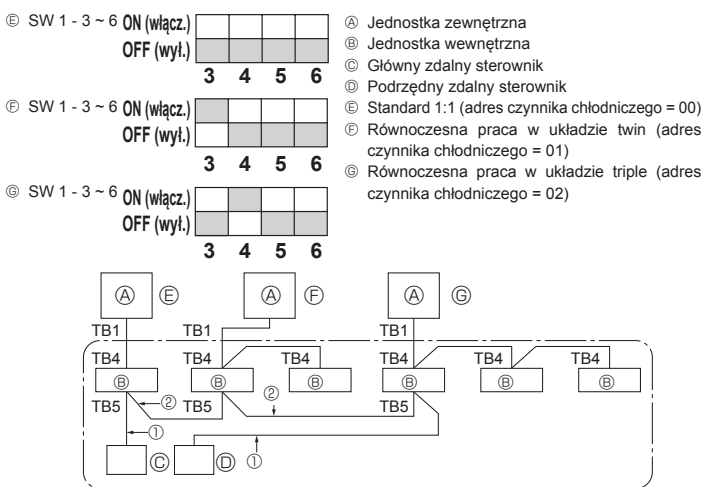 Ⓔ SW 1 - 3 ~ 6 ON (włącz.)
OFF (wył.)
3 4 5 6
Ⓕ SW 1 - 3 ~ 6 ON (włącz.)
OFF (wył.)
3 4 5 6
Ⓖ SW 1 - 3 ~ 6 ON (włącz.)
OFF (wył.)
3 4 5 6
Ⓐ Jednostka zewnętrzna
Ⓑ Jednostka wewnętrzna
Ⓒ Główny zdalny sterownik
Ⓓ Podrzędny zdalny sterownik
Ⓔ Standard 1:1 (adres czynnika chłodniczego = 00)
Ⓕ Równoczesna praca w układzie twin (adres
czynnika chłodniczego = 01)
Ⓖ Równoczesna praca w układzie triple (adres
czynnika chłodniczego = 02)
Ⓐ Ⓔ Ⓐ Ⓕ Ⓐ Ⓖ
TB1 TB1 TB1
TB4 TB4 TB4 TB4 TB4 TB4
Ⓑ Ⓑ Ⓑ Ⓑ Ⓑ Ⓑ
TB5 ② TB5 ② TB5
① Ⓒ Ⓓ ①